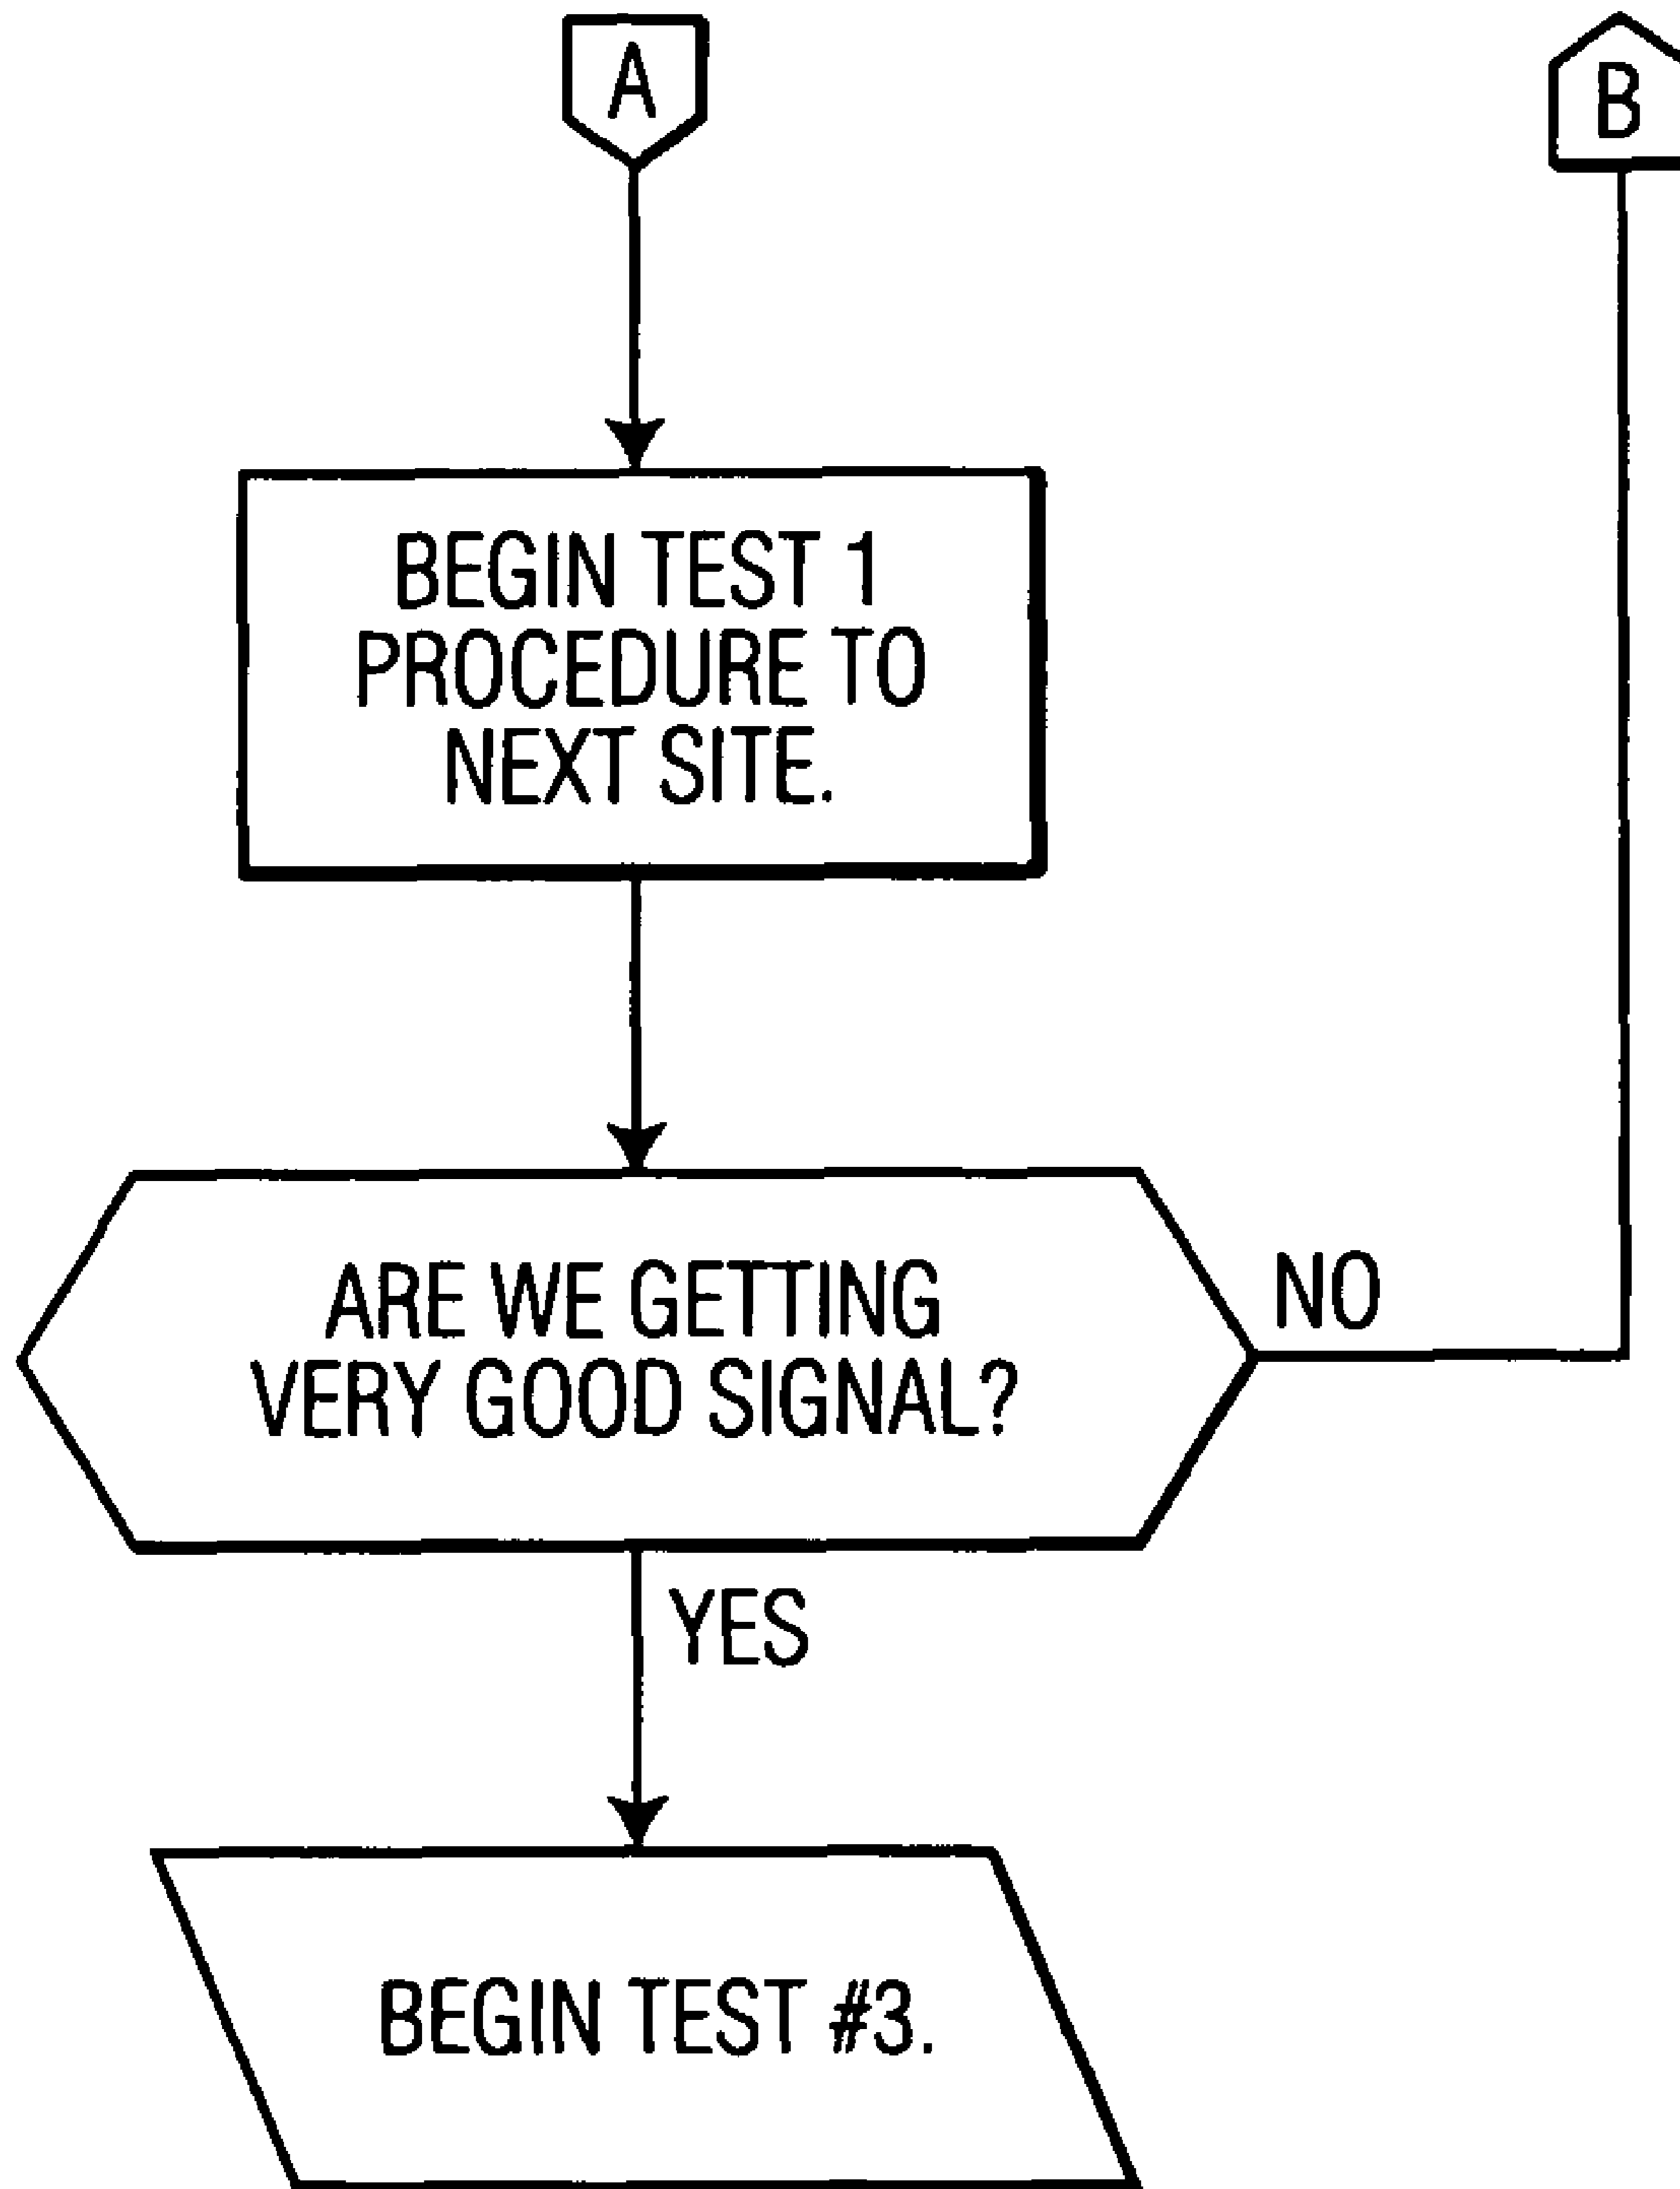 A
B
BEGIN TEST 1
PROCEDURE TO
NEXT SITE.
ARE WE GETTING
VERY GOOD SIGNAL?
NO
YES
BEGIN TEST #3.